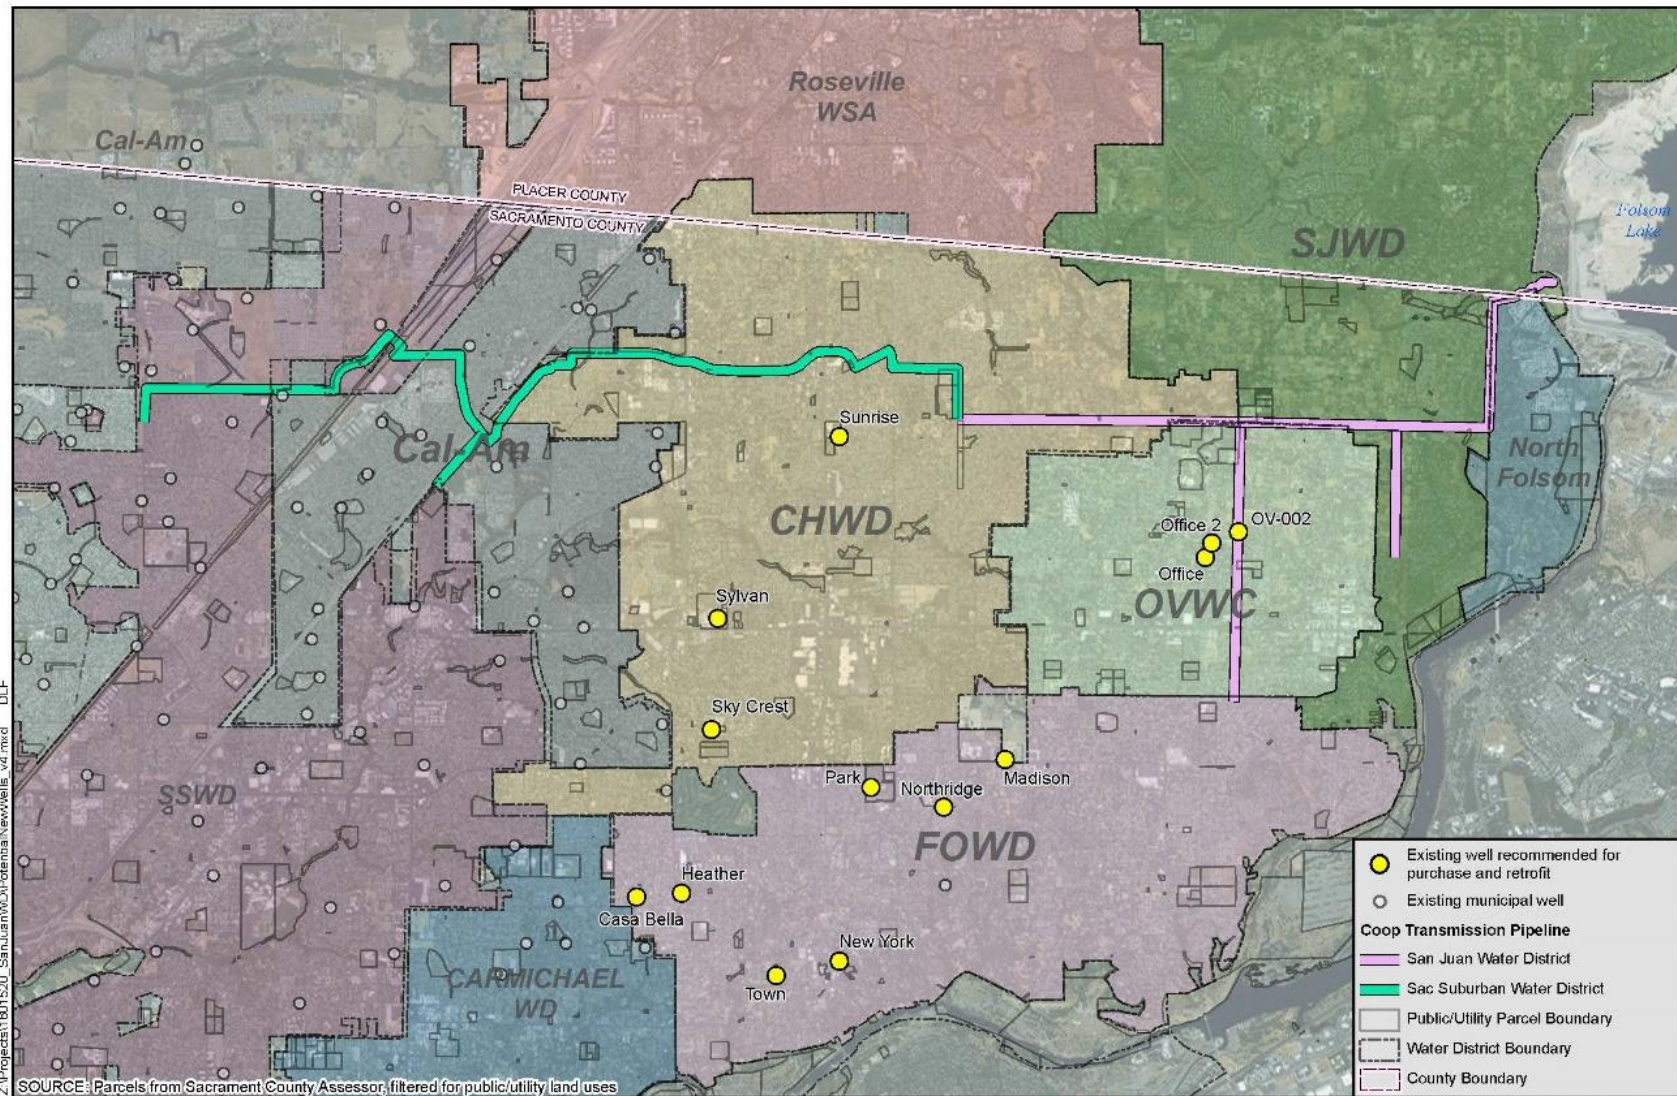 Roseville
WSA
Cal-Am
PLACER COUNTY
SACRAMENTO COUNTY
Folsom
Lake
SJWD
Sunrise
Cal-Am
North
Folsom
CHWD
Office 2
OV-002
Office
OVWC
Sylvan
Sky Crest
SSWD
Park
Northridge
Madison
FOWD
Heather
Casa Bella
New York
Town
CARMICHAEL
WD
Existing well recommended for
purchase and retrofit
Existing municipal well
Coop Transmission Pipeline
San Juan Water District
Sac Suburban Water District
Public/Utility Parcel Boundary
Water District Boundary
County Boundary
SOURCE: Parcels from Sacrament County Assessor, filtered for public/utility land uses